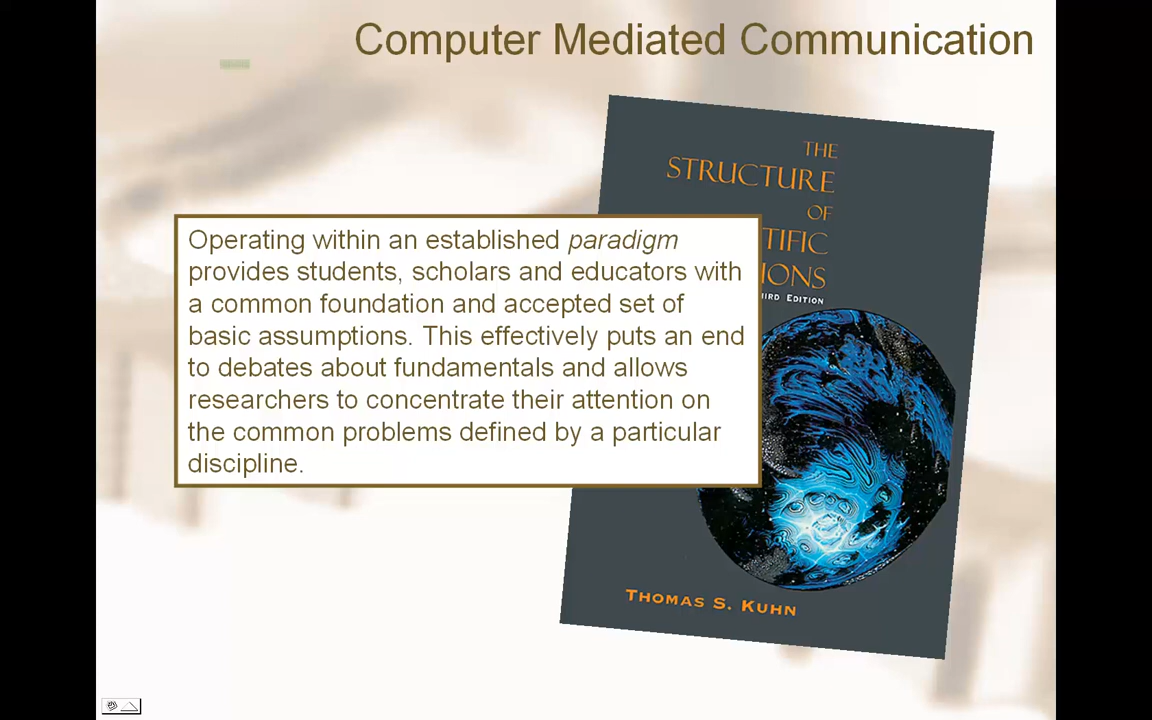 Computer Mediated Communication
THE
STRUCTURE
OF
TIFIC
IONS
HIRD EDITION
Operating within an established paradigm
provides students, scholars and educators with
a common foundation and accepted set of
basic assumptions. This effectively puts an end
to debates about fundamentals and allows
researchers to concentrate their attention on
the common problems defined by a particular
discipline.
THOMAS S. KUHN